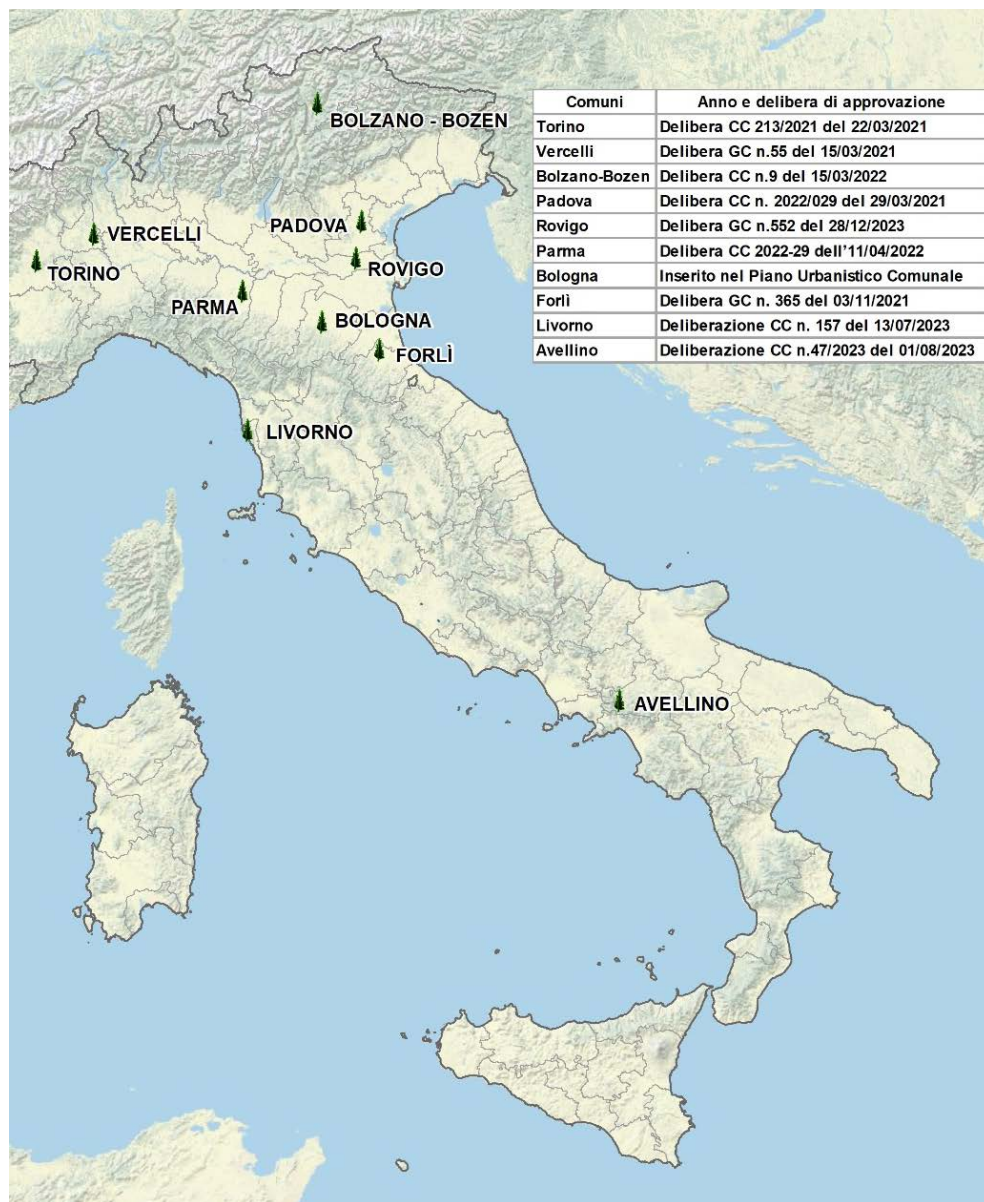 BOLZANO - BOZEN
Comuni Anno e delibera di approvazione
Torino Delibera CC 213/2021 del 22/03/2021
Vercelli Delibera GC n.55 del 15/03/2021
Bolzano-Bozen Delibera CC n.9 del 15/03/2022
Padova Delibera CC n. 2022/029 del 29/03/2021
Rovigo Delibera GC n.552 del 28/12/2023
Parma Delibera CC 2022-29 dell'11/04/2022
Bologna Inserito nel Piano Urbanistico Comunale
Forlì Delibera GC n. 365 del 03/11/2021
Livorno Deliberazione CC n. 157 del 13/07/2023
Avellino Deliberazione CC n.47/2023 del 01/08/2023
PADOVA
VERCELLI
ROVIGO
TORINO
PARMA
BOLOGNA
FORLÌ
LIVORNO
AVELLINO